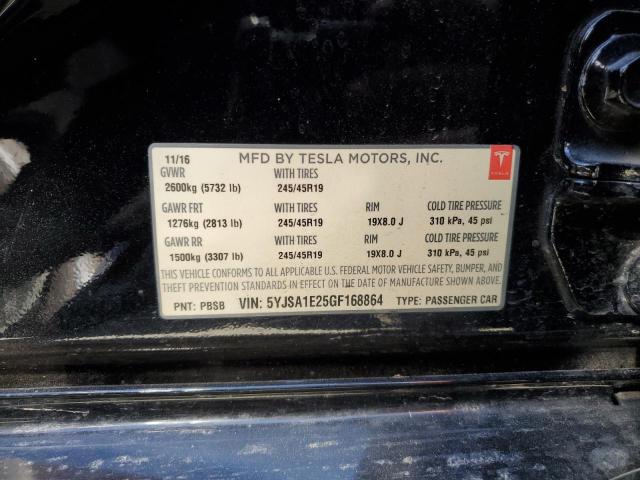 11/16 MFD BY TESLA MOTORS, INC.
GVWR WITH TIRES
2600kg (5732 lb) 245/45R19
GAWR FRT WITH TIRES RIM COLD TIRE PRESSURE
1276kg (2813 lb) 245/45R19 19X8.0 J 310 kPa, 45 psi
GAWR RR WITH TIRES RIM COLD TIRE PRESSURE
1500kg (3307 lb) 245/45R19 19X8.0 J 310 kPa, 45 psi
THIS VEHICLE CONFORMS TO ALL APPLICABLE U.S. FEDERAL MOTOR VEHICLE SAFETY, BUMPER, AND
THEFT PREVENTION STANDARDS IN EFFECT ON THE DATE OF MANUFACTURE SHOWN ABOVE.
PNT: PBSB VIN: 5YJSA1E25GF168864 TYPE: PASSENGER CAR
TESLA